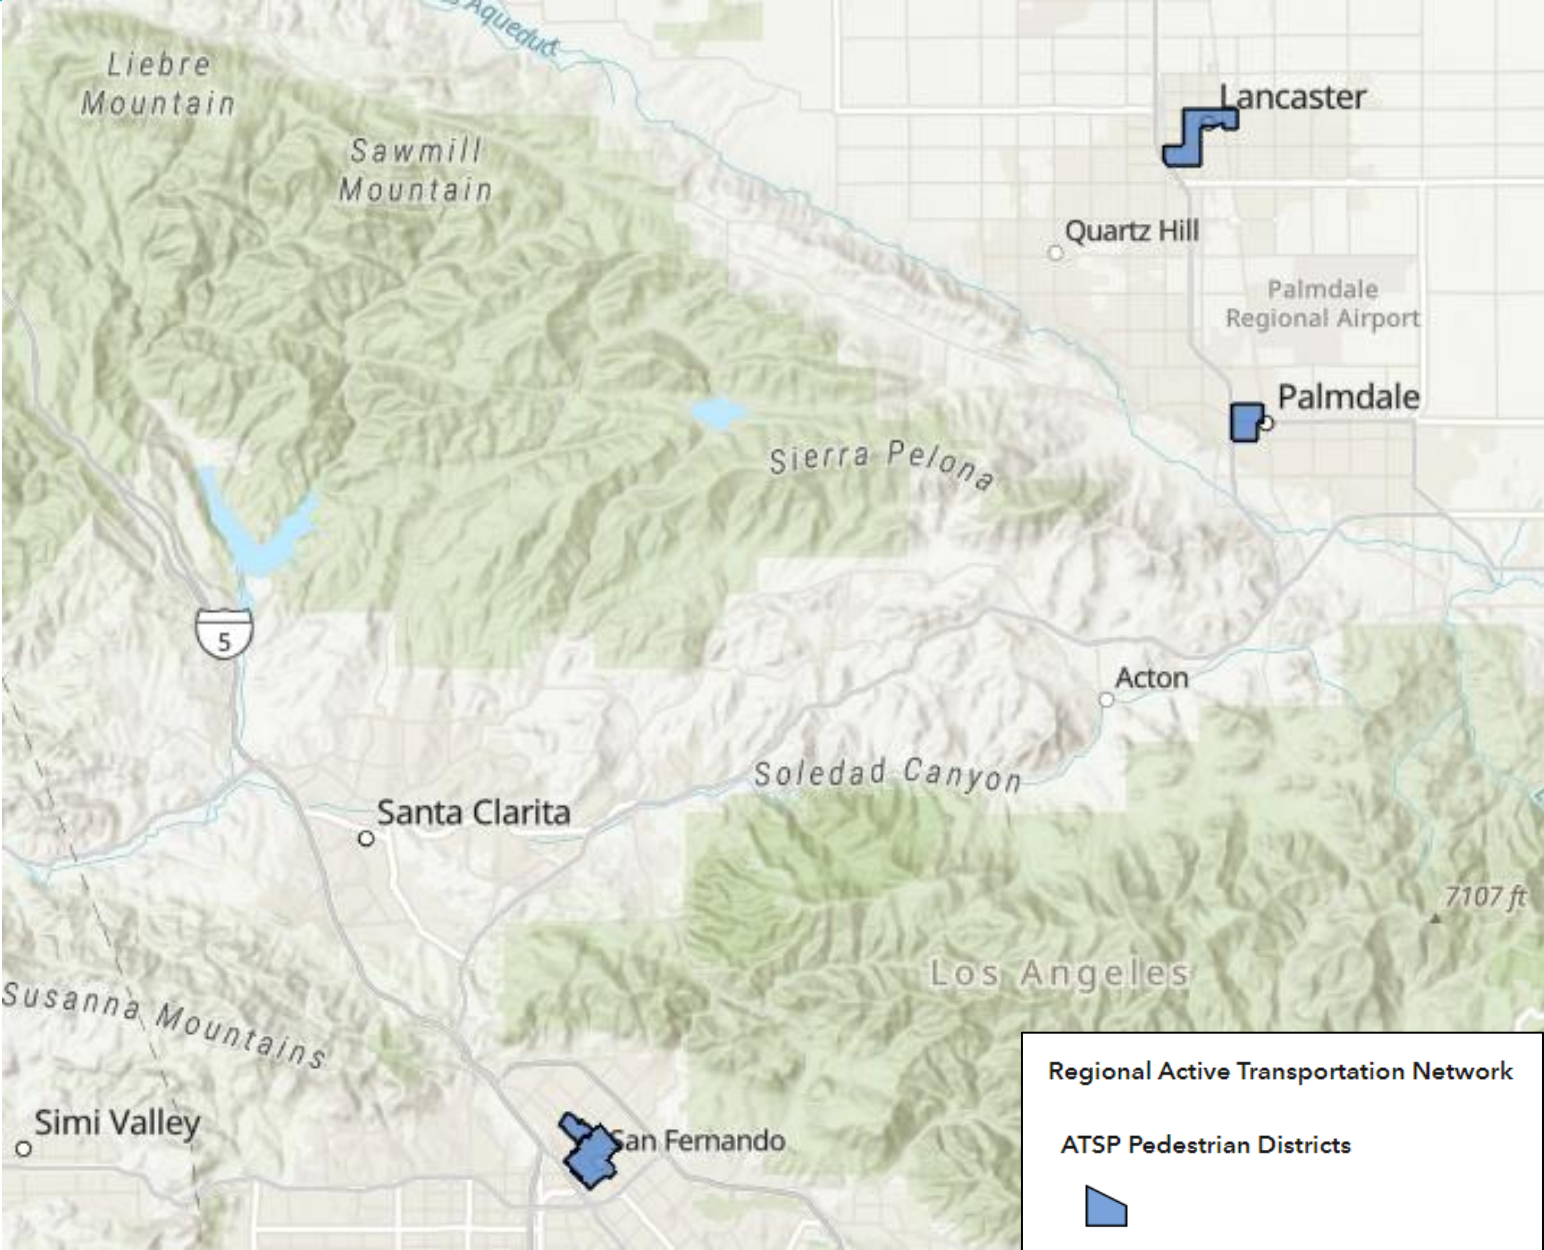 Aqueduct
Liebre
Mountain
Sawmill
Mountain
Lancaster
Quartz Hill
Palmdale
Regional Airport
Palmdale
Sierra Pelona
5
Acton
Soledad Canyon
Santa Clarita
7107 ft
Los Angeles
Susanna Mountains
Simi Valley
San Fernando
Regional Active Transportation Network
ATSP Pedestrian Districts